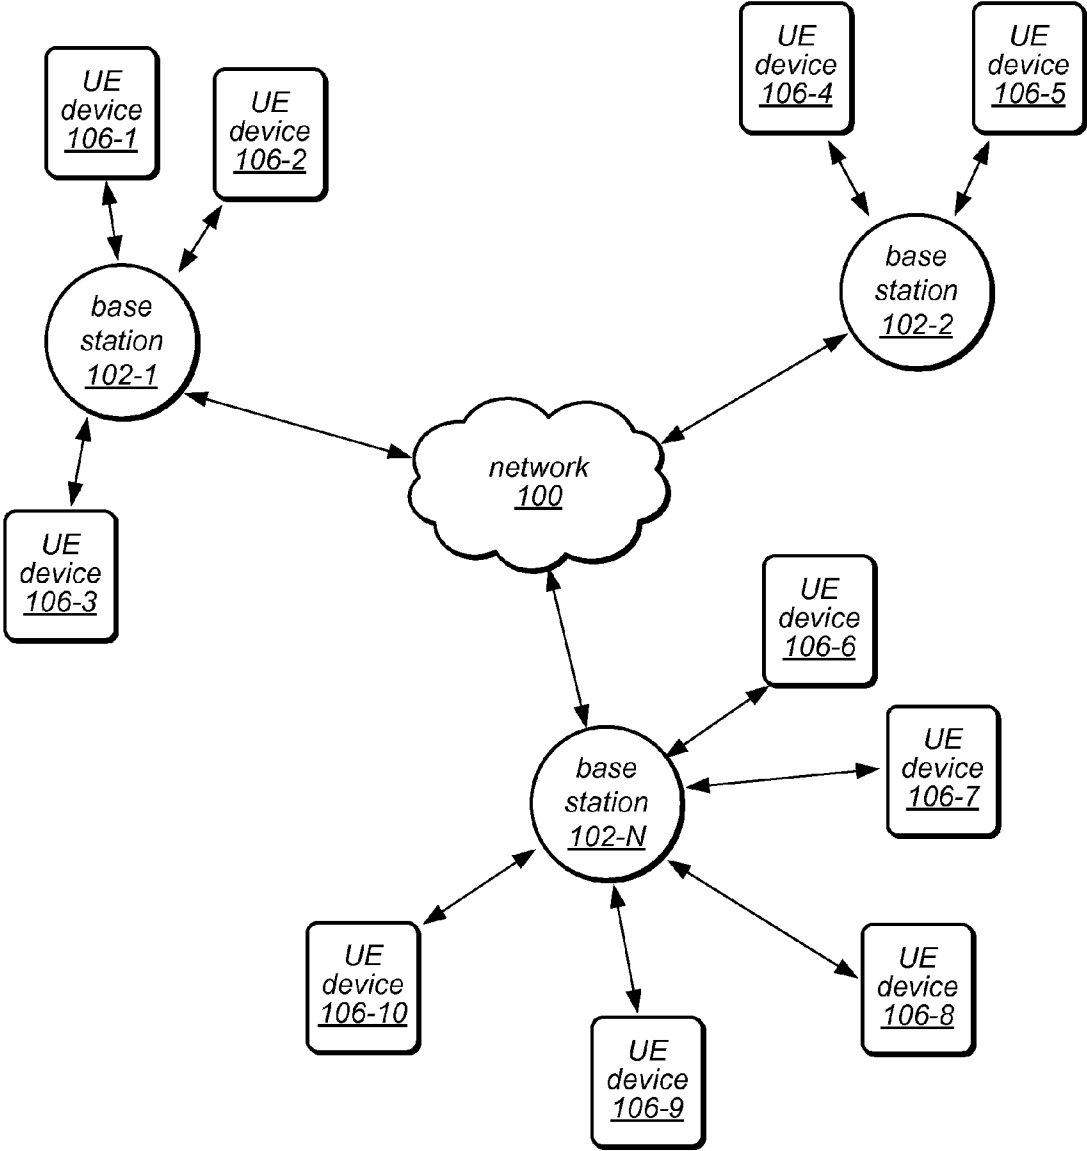 UE
device
106-1
UE
device
106-2
UE
device
106-4
UE
device
106-5
base
station
102-1
base
station
102-2
network
100
UE
device
106-3
UE
device
106-6
UE
device
106-7
base
station
102-N
UE
device
106-10
UE
device
106-8
UE
device
106-9